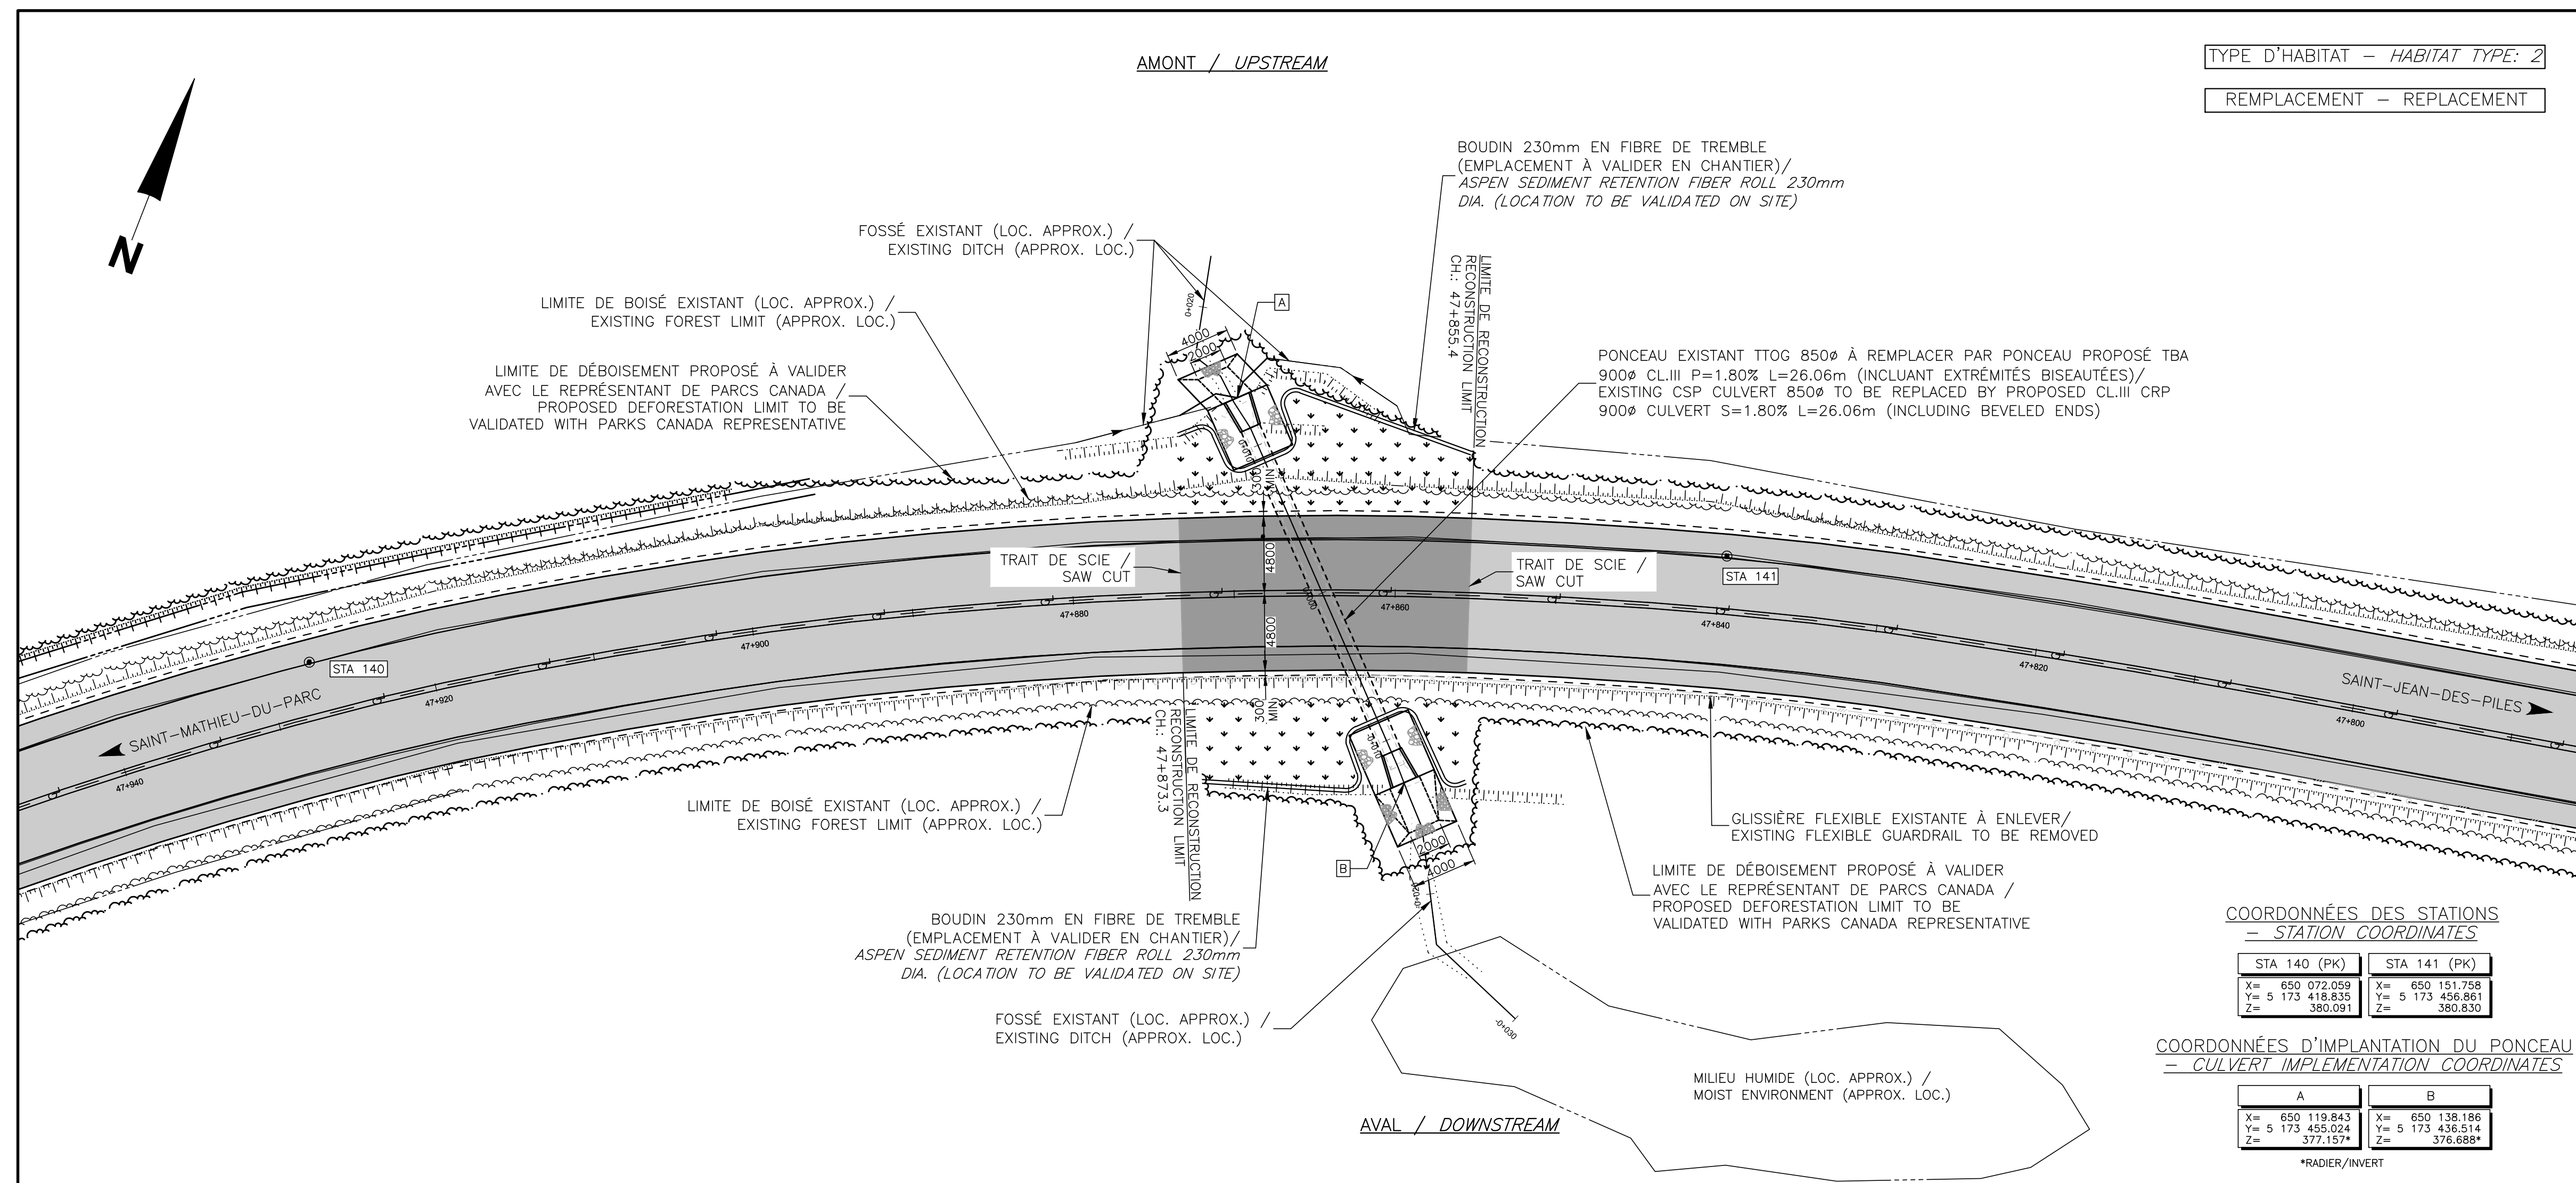 AMONT / UPSTREAM
TYPE D'HABITAT – HABITAT TYPE: 2
REMPLACEMENT – REPLACEMENT
BOUDIN 230mm EN FIBRE DE TREMBLE
(EMPLACEMENT À VALIDER EN CHANTIER)/
ASPEN SEDIMENT RETENTION FIBER ROLL 230mm
DIA. (LOCATION TO BE VALIDATED ON SITE)
FOSSÉ EXISTANT (LOC. APPROX.) /
EXISTING DITCH (APPROX. LOC.)
N
LIMITE DE BOISÉ EXISTANT (LOC. APPROX.) /
EXISTING FOREST LIMIT (APPROX. LOC.)
0+020
A
LIMITE DE RECONSTRUCTION
RECONSTRUCTION LIMIT
CH.: 47+855.4
4000
2000
LIMITE DE DÉBOISEMENT PROPOSÉ À VALIDER
AVEC LE REPRÉSENTANT DE PARCS CANADA /
PROPOSED DEFORESTATION LIMIT TO BE
VALIDATED WITH PARKS CANADA REPRESENTATIVE
PONCEAU EXISTANT TTOG 850ø À REMPLACER PAR PONCEAU PROPOSÉ TBA
900ø CL.III P=1.80% L=26.06m (INCLUANT EXTRÉMITÉS BISEAUTÉES)/
EXISTING CSP CULVERT 850ø TO BE REPLACED BY PROPOSED CL.III CRP
900ø CULVERT S=1.80% L=26.06m (INCLUDING BEVELED ENDS)
0+010
300
MIN
4800
TRAIT DE SCIE /
SAW CUT
TRAIT DE SCIE /
SAW CUT
STA 141
0+000
47+880
47+860
47+840
4800
47+900
47+820
STA 140
47+920
SAINT-MATHIEU-DU-PARC
SAINT-JEAN-DES-PILES
47+800
47+940
300
MIN
LIMITE DE RECONSTRUCTION
RECONSTRUCTION LIMIT
CH.: 47+873.3
-0+010
LIMITE DE BOISÉ EXISTANT (LOC. APPROX.) /
EXISTING FOREST LIMIT (APPROX. LOC.)
GLISSIÈRE FLEXIBLE EXISTANTE À ENLEVER/
EXISTING FLEXIBLE GUARDRAIL TO BE REMOVED
2000
4000
B
-0+020
LIMITE DE DÉBOISEMENT PROPOSÉ À VALIDER
AVEC LE REPRÉSENTANT DE PARCS CANADA /
PROPOSED DEFORESTATION LIMIT TO BE
VALIDATED WITH PARKS CANADA REPRESENTATIVE
BOUDIN 230mm EN FIBRE DE TREMBLE
(EMPLACEMENT À VALIDER EN CHANTIER)/
ASPEN SEDIMENT RETENTION FIBER ROLL 230mm
DIA. (LOCATION TO BE VALIDATED ON SITE)
FOSSÉ EXISTANT (LOC. APPROX.) /
EXISTING DITCH (APPROX. LOC.)
-0+030
MILIEU HUMIDE (LOC. APPROX.) /
MOIST ENVIRONMENT (APPROX. LOC.)
AVAL / DOWNSTREAM
COORDONNÉES DES STATIONS
– STATION COORDINATES
STA 140 (PK)
X= 650 072.059
Y= 5 173 418.835
Z= 380.091
STA 141 (PK)
X= 650 151.758
Y= 5 173 456.861
Z= 380.830
COORDONNÉES D'IMPLANTATION DU PONCEAU
– CULVERT IMPLEMENTATION COORDINATES
A
X= 650 119.843
Y= 5 173 455.024
Z= 377.157*
B
X= 650 138.186
Y= 5 173 436.514
Z= 376.688*
*RADIER/INVERT